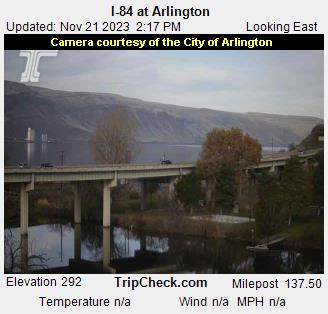 I-84 at Arlington
Updated: Nov 21 2023 2:17 PM Looking East
Camera courtesy of the City of Arlington
Elevation 292 TripCheck.com Milepost 137.50
Temperature n/a Wind n/a MPH n/a